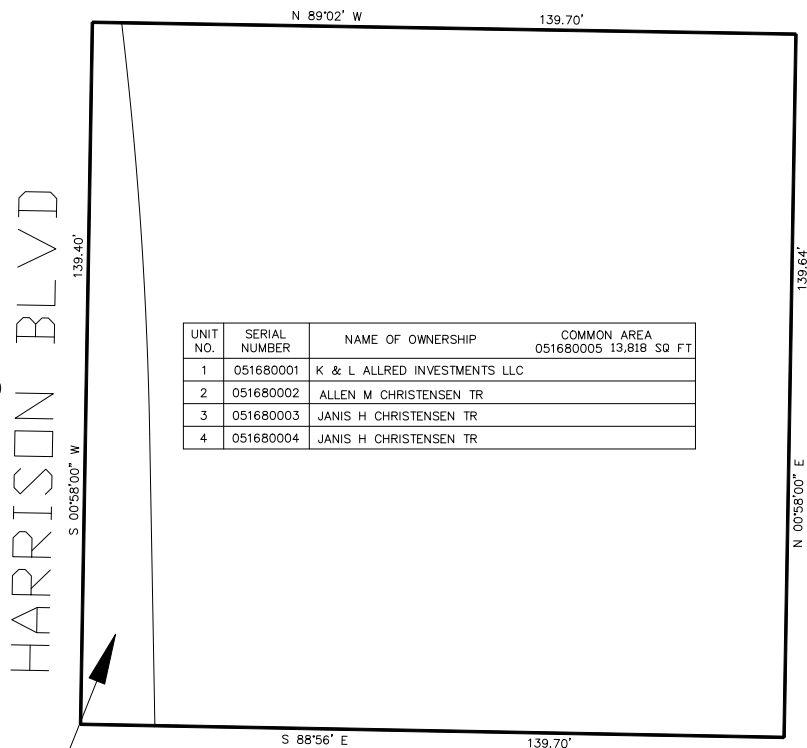 N 89°02' W 139.70'
HARRISON BLVD
139.40'
S 00°58'00" W
139.64'
N 00°58'00" E
UNIT NO. SERIAL NUMBER NAME OF OWNERSHIP COMMON AREA 051680005 13,818 SQ FT
1 051680001 K & L ALLRED INVESTMENTS LLC
2 051680002 ALLEN M CHRISTENSEN TR
3 051680003 JANIS H CHRISTENSEN TR
4 051680004 JANIS H CHRISTENSEN TR
S 88°56' E 139.70'